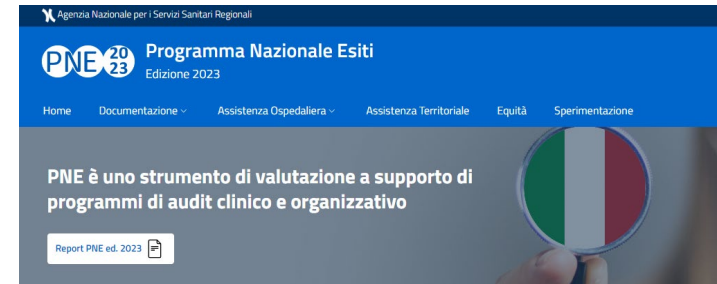 Agenzia Nazionale per i Servizi Sanitari Regionali
PNE 20 23
Programma Nazionale Esiti
Edizione 2023
Home Documentazione Assistenza Ospedaliera Assistenza Territoriale Equità Sperimentazione
PNE è uno strumento di valutazione a supporto di
programmi di audit clinico e organizzativo
Report PNE ed. 2023